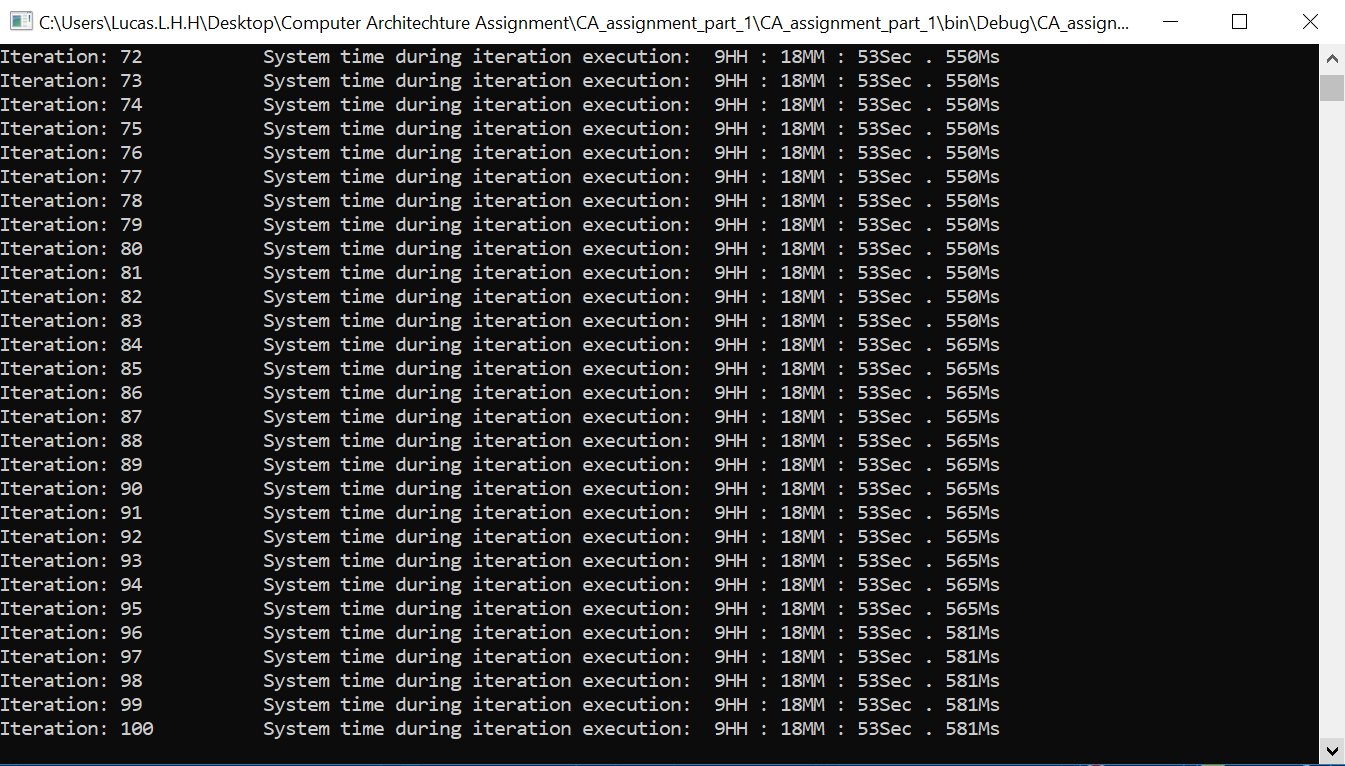 C:\Users\Lucas.L.H.H\Desktop\Computer Architechture Assignment\CA_assignment_part_1\CA_assignment_part_1\bin\Debug\CA_assign...
Iteration: 72 System time during iteration execution: 9HH : 18MM : 53Sec . 550Ms
Iteration: 73 System time during iteration execution: 9HH : 18MM : 53Sec . 550Ms
Iteration: 74 System time during iteration execution: 9HH : 18MM : 53Sec . 550Ms
Iteration: 75 System time during iteration execution: 9HH : 18MM : 53Sec . 550Ms
Iteration: 76 System time during iteration execution: 9HH : 18MM : 53Sec . 550Ms
Iteration: 77 System time during iteration execution: 9HH : 18MM : 53Sec . 550Ms
Iteration: 78 System time during iteration execution: 9HH : 18MM : 53Sec . 550Ms
Iteration: 79 System time during iteration execution: 9HH : 18MM : 53Sec . 550Ms
Iteration: 80 System time during iteration execution: 9HH : 18MM : 53Sec . 550Ms
Iteration: 81 System time during iteration execution: 9HH : 18MM : 53Sec . 550Ms
Iteration: 82 System time during iteration execution: 9HH : 18MM : 53Sec . 550Ms
Iteration: 83 System time during iteration execution: 9HH : 18MM : 53Sec . 550Ms
Iteration: 84 System time during iteration execution: 9HH : 18MM : 53Sec . 565Ms
Iteration: 85 System time during iteration execution: 9HH : 18MM : 53Sec . 565Ms
Iteration: 86 System time during iteration execution: 9HH : 18MM : 53Sec . 565Ms
Iteration: 87 System time during iteration execution: 9HH : 18MM : 53Sec . 565Ms
Iteration: 88 System time during iteration execution: 9HH : 18MM : 53Sec . 565Ms
Iteration: 89 System time during iteration execution: 9HH : 18MM : 53Sec . 565Ms
Iteration: 90 System time during iteration execution: 9HH : 18MM : 53Sec . 565Ms
Iteration: 91 System time during iteration execution: 9HH : 18MM : 53Sec . 565Ms
Iteration: 92 System time during iteration execution: 9HH : 18MM : 53Sec . 565Ms
Iteration: 93 System time during iteration execution: 9HH : 18MM : 53Sec . 565Ms
Iteration: 94 System time during iteration execution: 9HH : 18MM : 53Sec . 565Ms
Iteration: 95 System time during iteration execution: 9HH : 18MM : 53Sec . 565Ms
Iteration: 96 System time during iteration execution: 9HH : 18MM : 53Sec . 581Ms
Iteration: 97 System time during iteration execution: 9HH : 18MM : 53Sec . 581Ms
Iteration: 98 System time during iteration execution: 9HH : 18MM : 53Sec . 581Ms
Iteration: 99 System time during iteration execution: 9HH : 18MM : 53Sec . 581Ms
Iteration: 100 System time during iteration execution: 9HH : 18MM : 53Sec . 581Ms